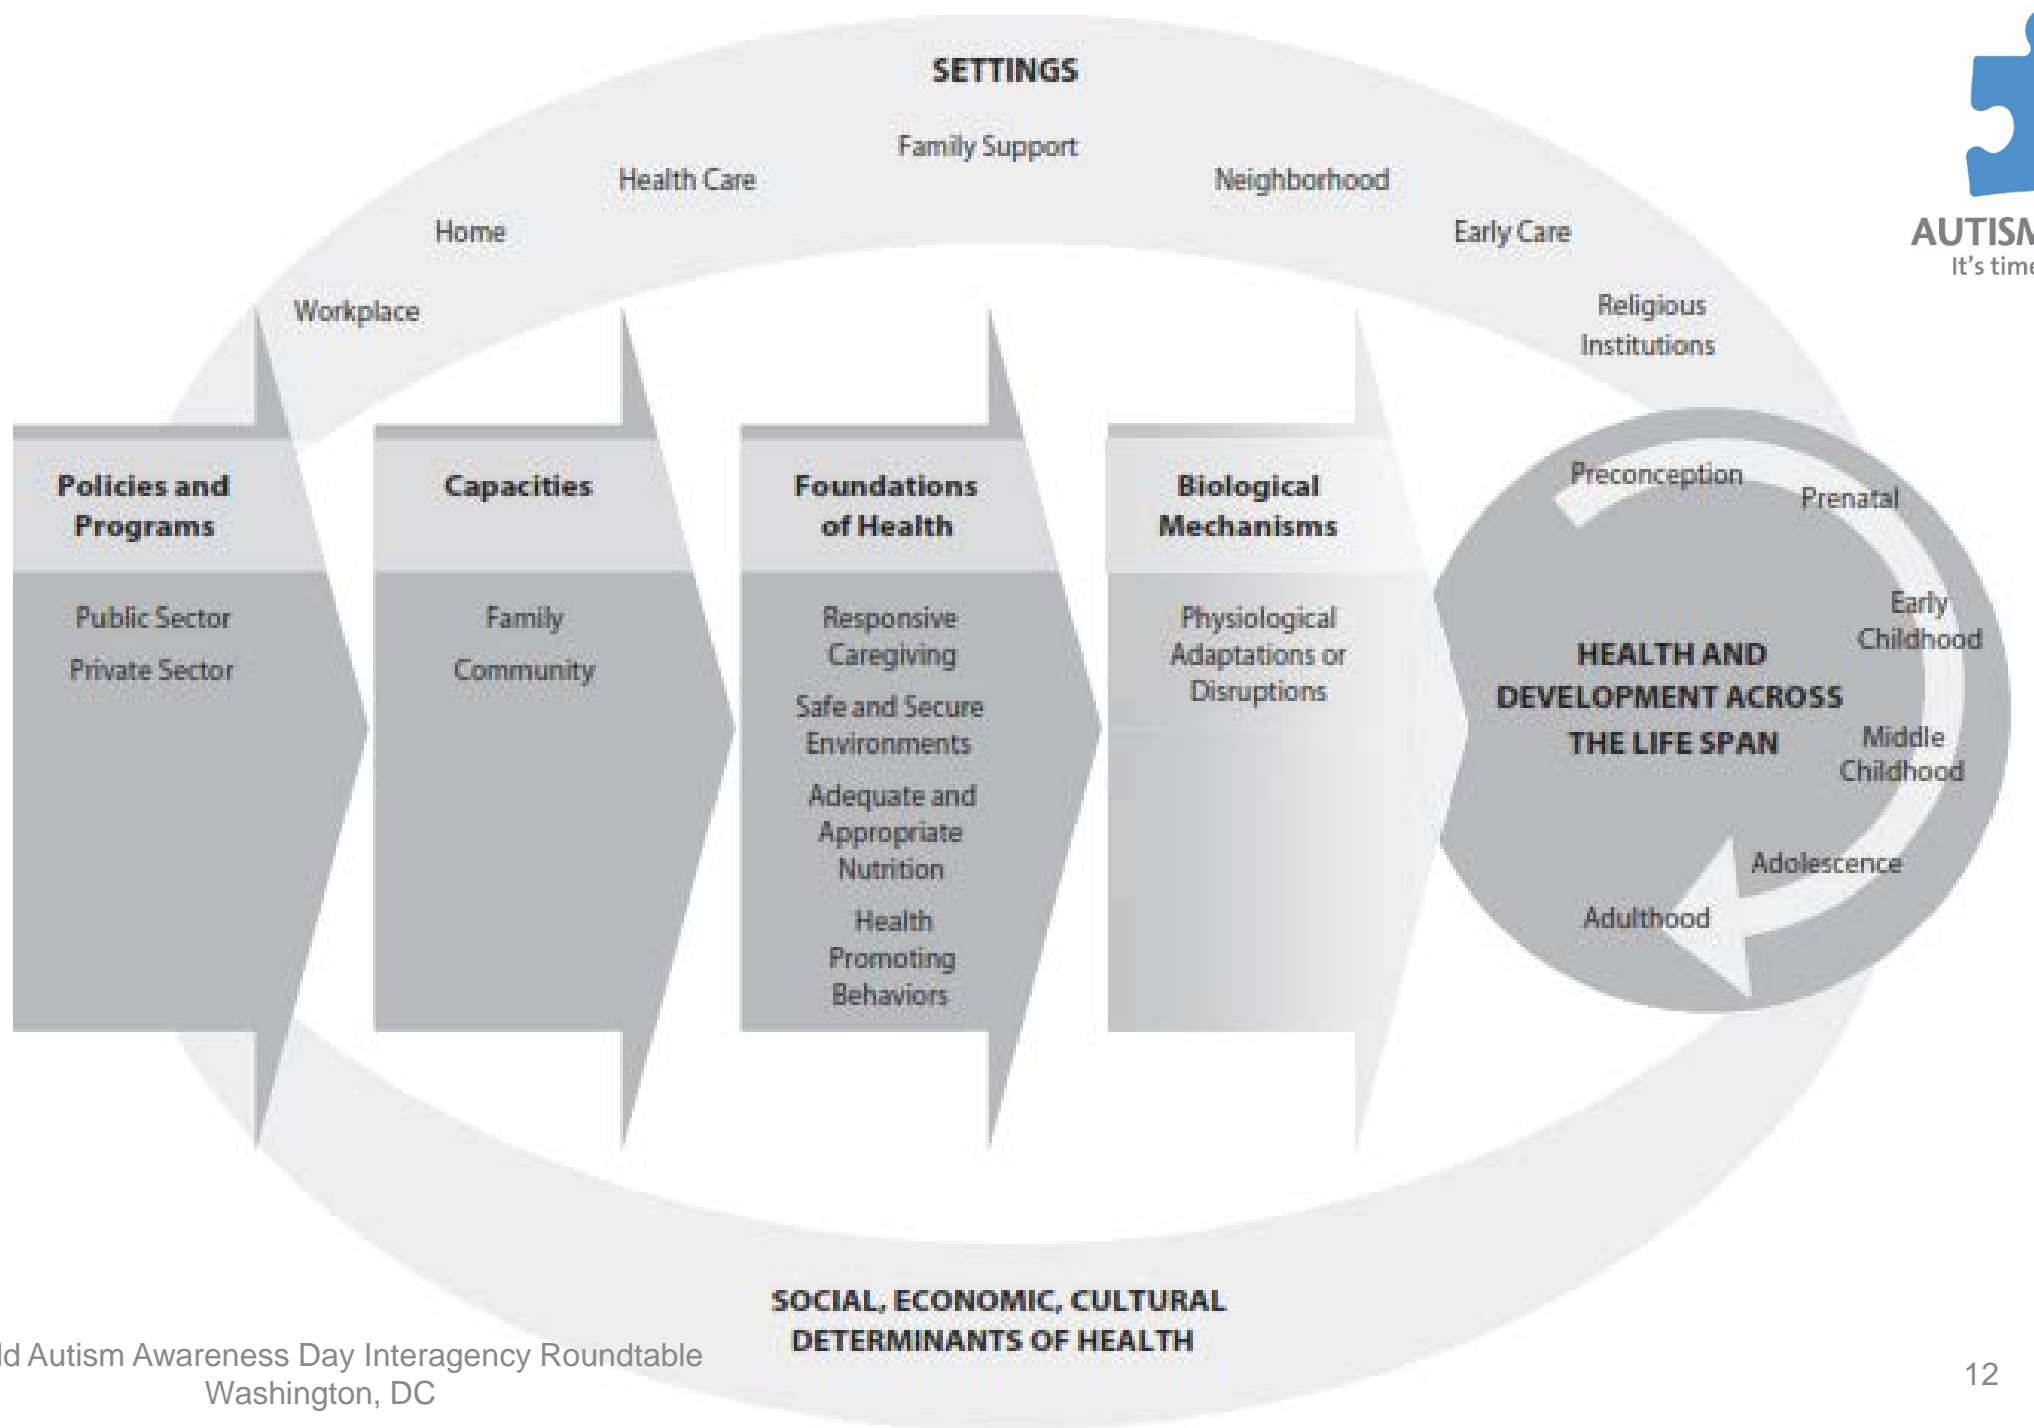 SETTINGS
Family Support
Health Care
Neighborhood
Home
Early Care
Workplace
Religious
Institutions
AUTISM
It's time
Policies and
Programs
Public Sector
Private Sector
Capacities
Family
Community
Foundations
of Health
Responsive
Caregiving
Safe and Secure
Environments
Adequate and
Appropriate
Nutrition
Health
Promoting
Behaviors
Biological
Mechanisms
Physiological
Adaptations or
Disruptions
HEALTH AND
DEVELOPMENT ACROSS
THE LIFE SPAN
Preconception
Prenatal
Early
Childhood
Middle
Childhood
Adolescence
Adulthood
SOCIAL, ECONOMIC, CULTURAL
DETERMINANTS OF HEALTH
ld Autism Awareness Day Interagency Roundtable
Washington, DC
12